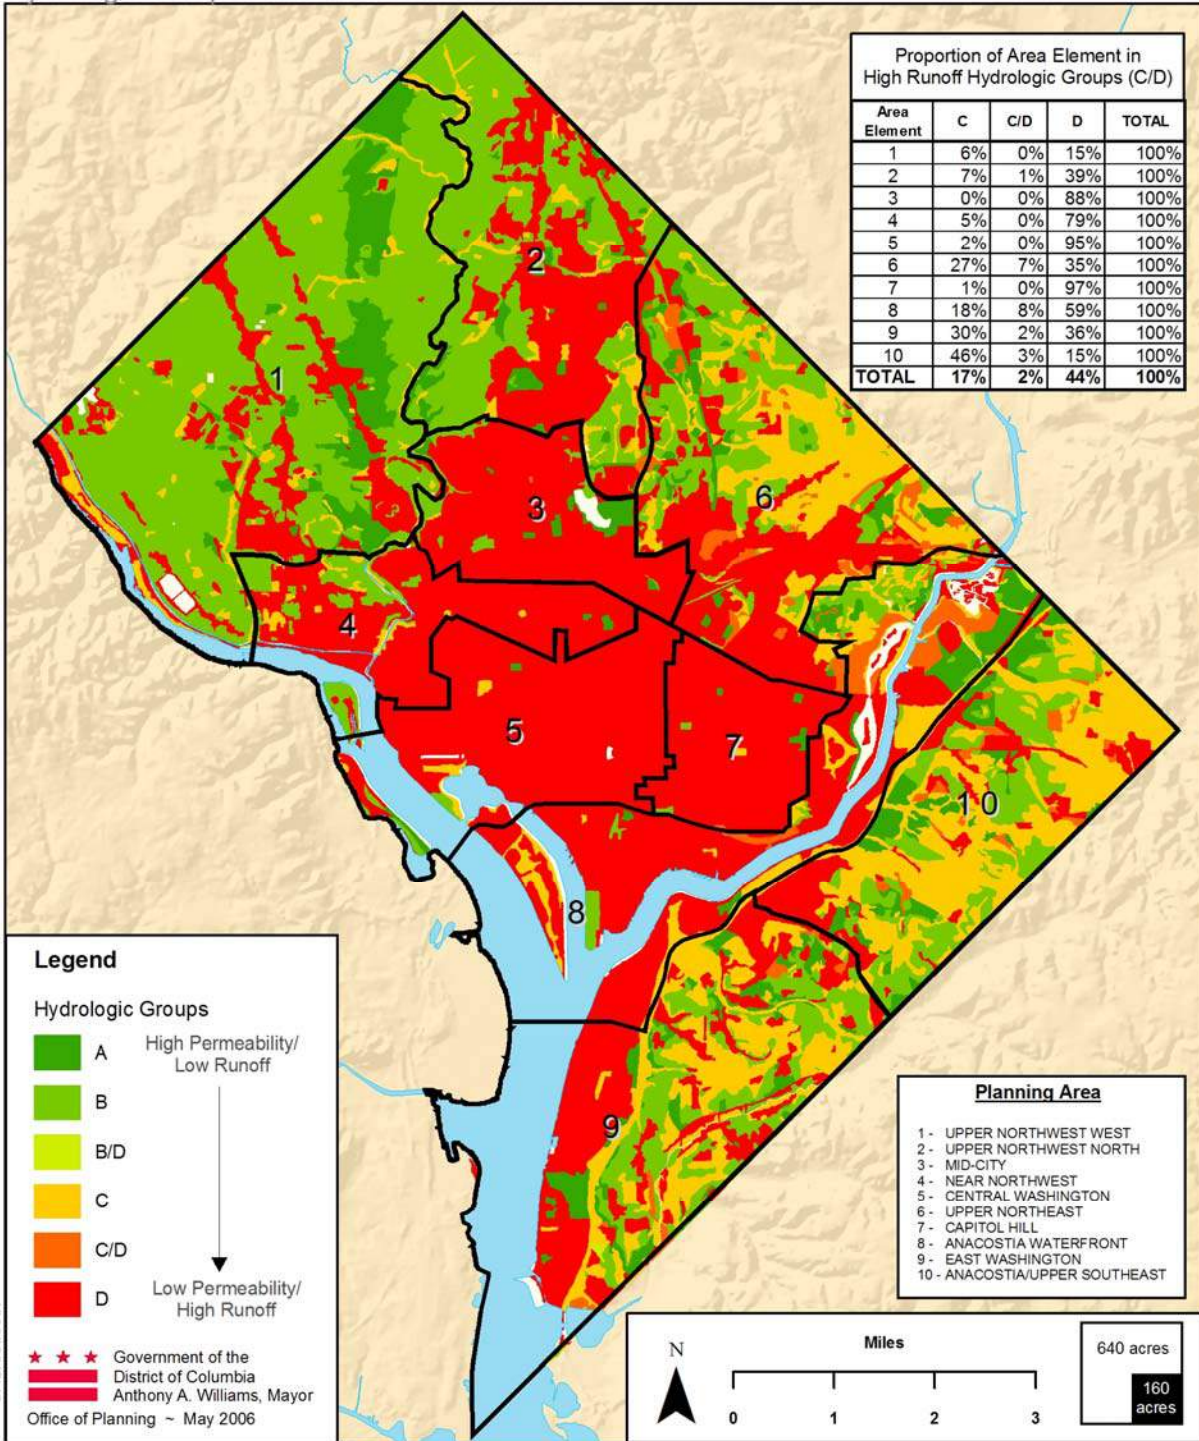 Proportion of Area Element in
High Runoff Hydrologic Groups (C/D)
Area Element C C/D D TOTAL
1 6% 0% 15% 100%
2 7% 1% 39% 100%
3 0% 0% 88% 100%
4 5% 0% 79% 100%
5 2% 0% 95% 100%
6 27% 7% 35% 100%
7 1% 0% 97% 100%
8 18% 8% 59% 100%
9 30% 2% 36% 100%
10 46% 3% 15% 100%
TOTAL 17% 2% 44% 100%
2
1
3
6
4
5
7
10
8
9
Legend
Hydrologic Groups
A
High Permeability/
Low Runoff
B
B/D
C
C/D
D
Low Permeability/
High Runoff
Government of the
District of Columbia
Anthony A. Williams, Mayor
Office of Planning ~ May 2006
Planning Area
1 - UPPER NORTHWEST WEST
2 - UPPER NORTHWEST NORTH
3 - MID-CITY
4 - NEAR NORTHWEST
5 - CENTRAL WASHINGTON
6 - UPPER NORTHEAST
7 - CAPITOL HILL
8 - ANACOSTIA WATERFRONT
9 - EAST WASHINGTON
10 - ANACOSTIA/UPPER SOUTHEAST
N
Miles
0 1 2 3
640 acres
160
acres